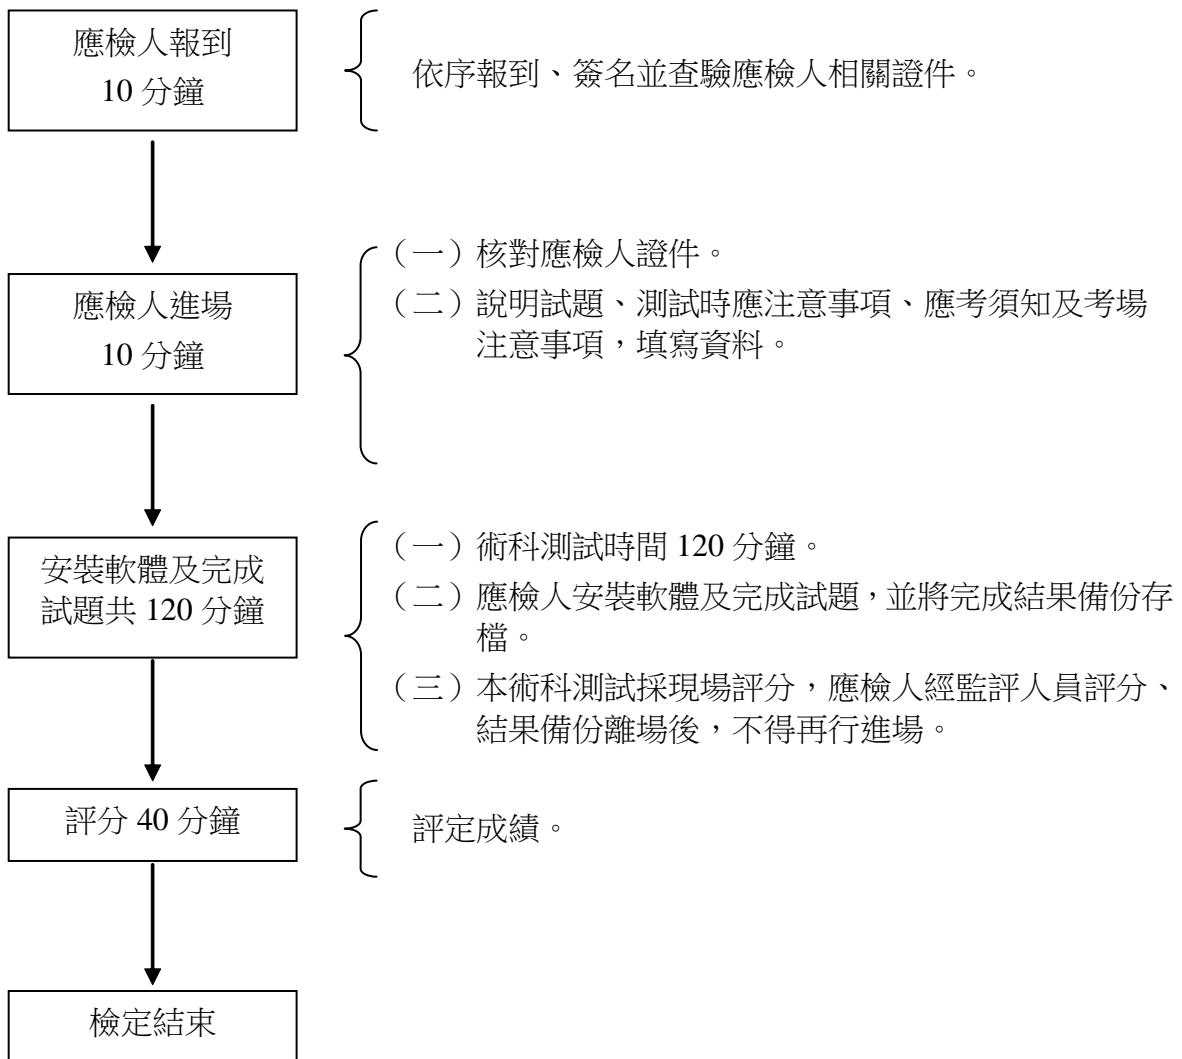 應檢人報到
10 分鐘
依序報到、簽名並查驗應檢人相關證件。
應檢人進場
10 分鐘
（一）核對應檢人證件。
（二）說明試題、測試時應注意事項、應考須知及考場
注意事項，填寫資料。
安裝軟體及完成
試題共 120 分鐘
（一）術科測試時間 120 分鐘。
（二）應檢人安裝軟體及完成試題，並將完成結果備份存
檔。
（三）本術科測試採現場評分，應檢人經監評人員評分、
結果備份離場後，不得再行進場。
評分 40 分鐘
評定成績。
檢定結束